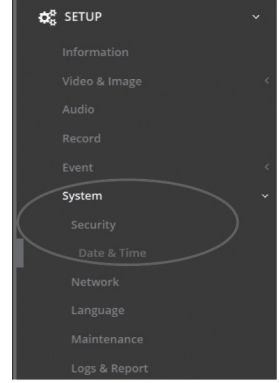 SETUP
Information
Video & Image
Audio
Record
Event
System
Security
Date & Time
Network
Language
Maintenance
Logs & Report